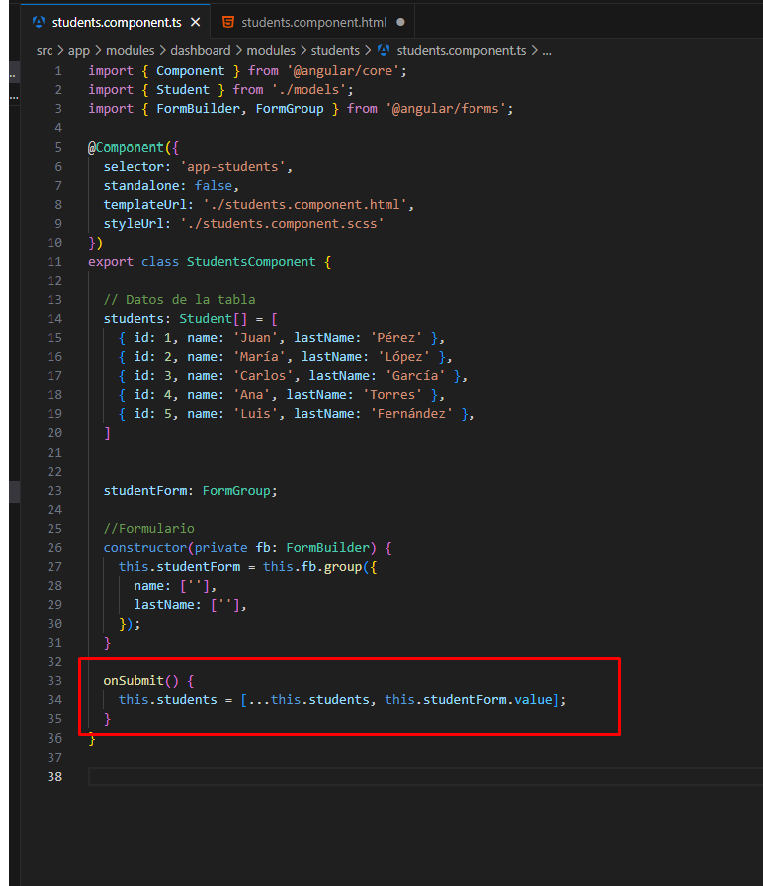 students.component.ts
students.component.html
src > app > modules > dashboard > modules > students > students.component.ts > ...
1 import { Component } from '@angular/core';
2 import { Student } from './models';
3 import { FormBuilder, FormGroup } from '@angular/forms';
4
5 @Component({
6 selector: 'app-students',
7 standalone: false,
8 templateUrl: './students.component.html',
9 styleUrl: './students.component.scss'
10 })
11 export class StudentsComponent {
12
13 // Datos de la tabla
14 students: Student[] = [
15 { id: 1, name: 'Juan', lastName: 'Pérez' },
16 { id: 2, name: 'María', lastName: 'López' },
17 { id: 3, name: 'Carlos', lastName: 'García' },
18 { id: 4, name: 'Ana', lastName: 'Torres' },
19 { id: 5, name: 'Luis', lastName: 'Fernández' },
20 ]
21
22
23 studentForm: FormGroup;
24
25 //Formulario
26 constructor(private fb: FormBuilder) {
27 this.studentForm = this.fb.group({
28 name: [''],
29 lastName: [''],
30 });
31 }
32
33 onSubmit() {
34 this.students = [...this.students, this.studentForm.value];
35 }
36 }
37
38